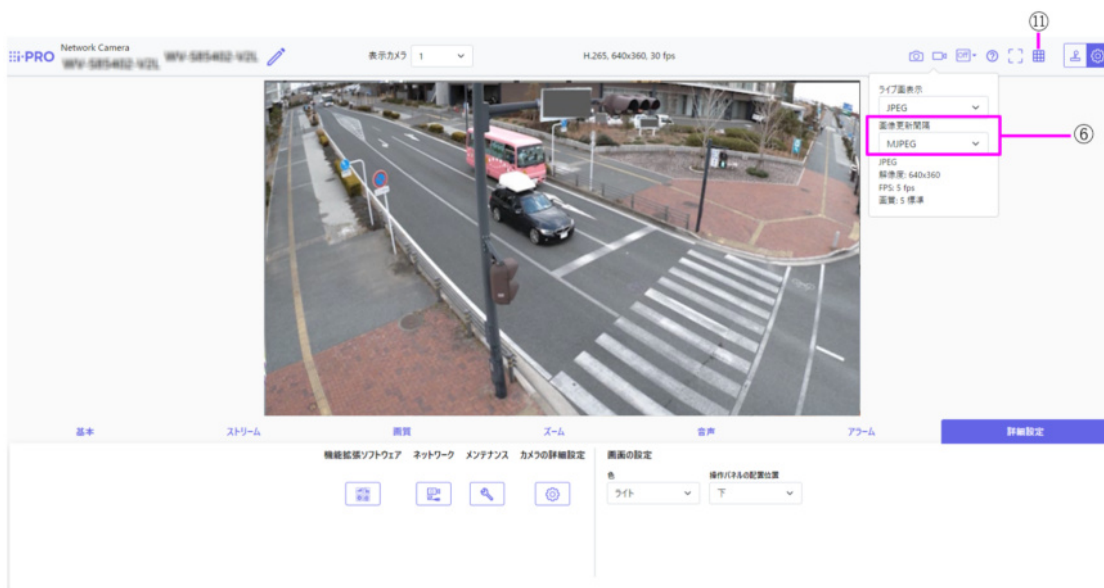 ⑪
i-PRO
Network Camera
WV-S85402-V2L WV-S85402-V2L
表示カメラ 1
H.265, 640x360, 30 fps
ライブ画表示
JPEG
画像更新間隔
MJPEG
⑥
JPEG
解像度: 640x360
FPS: 5 fps
画質: 5 標準
基本 ストリーム 画質 ズーム 音声 アラーム 詳細設定
機能拡張ソフトウェア ネットワーク メンテナンス カメラの詳細設定 画面の設定
色 操作パネルの配置位置
ライト 下